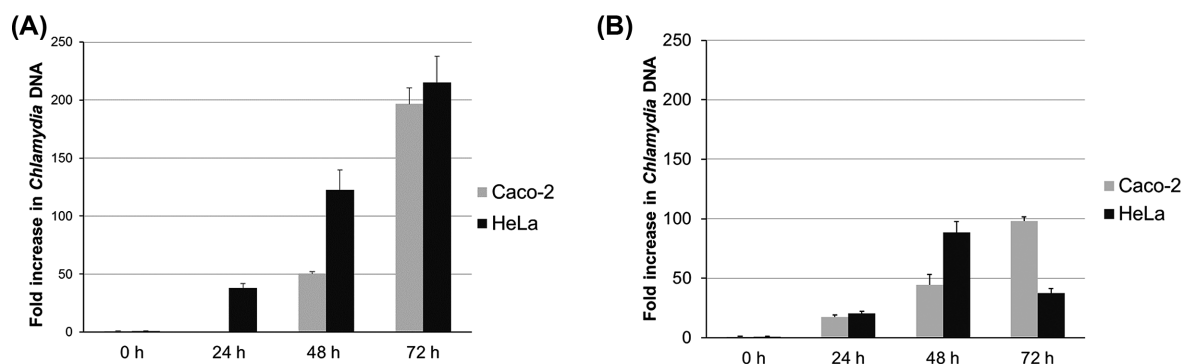 (A)
Fold increase in Chlamydia DNA
250
200
150
100
50
0
0 h 24 h 48 h 72 h
Caco-2
HeLa
(B)
Fold increase in Chlamydia DNA
250
200
150
100
50
0
0 h 24 h 48 h 72 h
Caco-2
HeLa